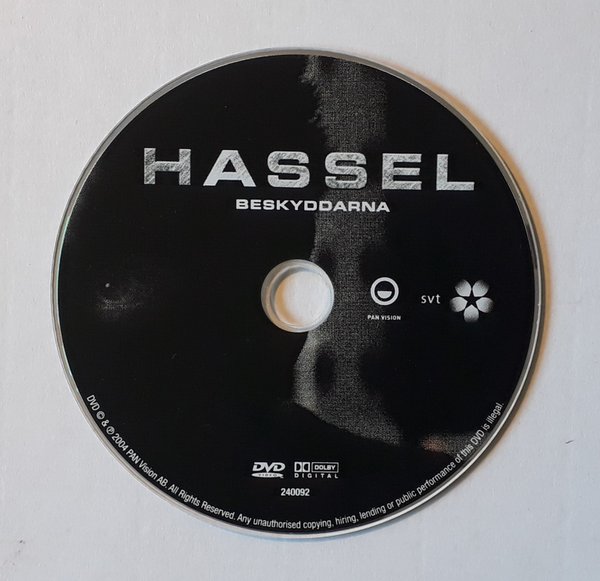 HASSEL
BESKYDDARNA
PAN VISION
svt
DVD
VIDEO
DOLBY
DIGITAL
240092
DVD © & ℗ 2004 PAN Vision AB. All Rights Reserved. Any unauthorised copying, hiring, lending or public performance of this DVD is illegal.